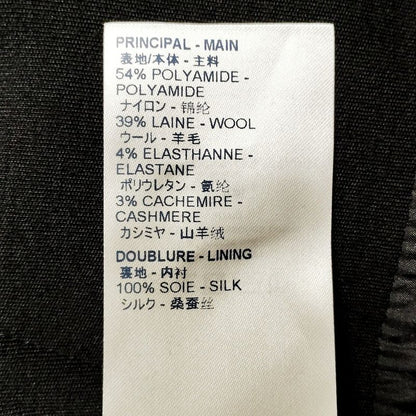 PRINCIPAL - MAIN
表地/本体 - 主料
54% POLYAMIDE -
POLYAMIDE
ナイロン - 锦纶
39% LAINE - WOOL
ウール - 羊毛
4% ELASTHANNE -
ELASTANE
ポリウレタン - 氨纶
3% CACHEMIRE -
CASHMERE
カシミヤ - 山羊绒
DOUBLURE - LINING
裏地 - 内衬
100% SOIE - SILK
シルク - 桑蚕丝